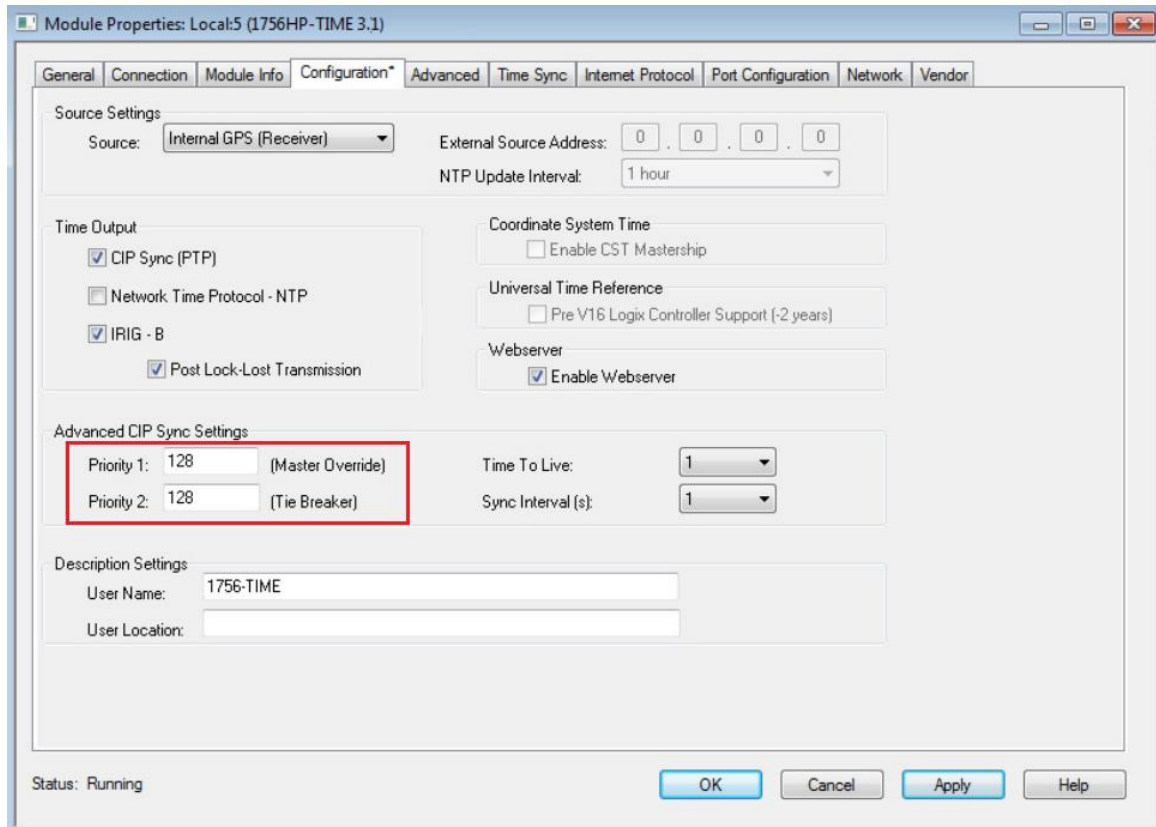 Module Properties: Local:5 (1756HP-TIME 3.1)
General Connection Module Info Configuration* Advanced Time Sync Internet Protocol Port Configuration Network Vendor
Source Settings
Source: Internal GPS (Receiver)
External Source Address: 0 . 0 . 0 . 0
NTP Update Interval: 1 hour
Time Output
CIP Sync (PTP)
Network Time Protocol - NTP
IRIG - B
Post Lock-Lost Transmission
Coordinate System Time
Enable CST Mastership
Universal Time Reference
Pre V16 Logix Controller Support (-2 years)
Webserver
Enable Webserver
Advanced CIP Sync Settings
Priority 1: 128 (Master Override)
Priority 2: 128 (Tie Breaker)
Time To Live: 1
Sync Interval (s): 1
Description Settings
User Name: 1756-TIME
User Location:
Status: Running
OK Cancel Apply Help